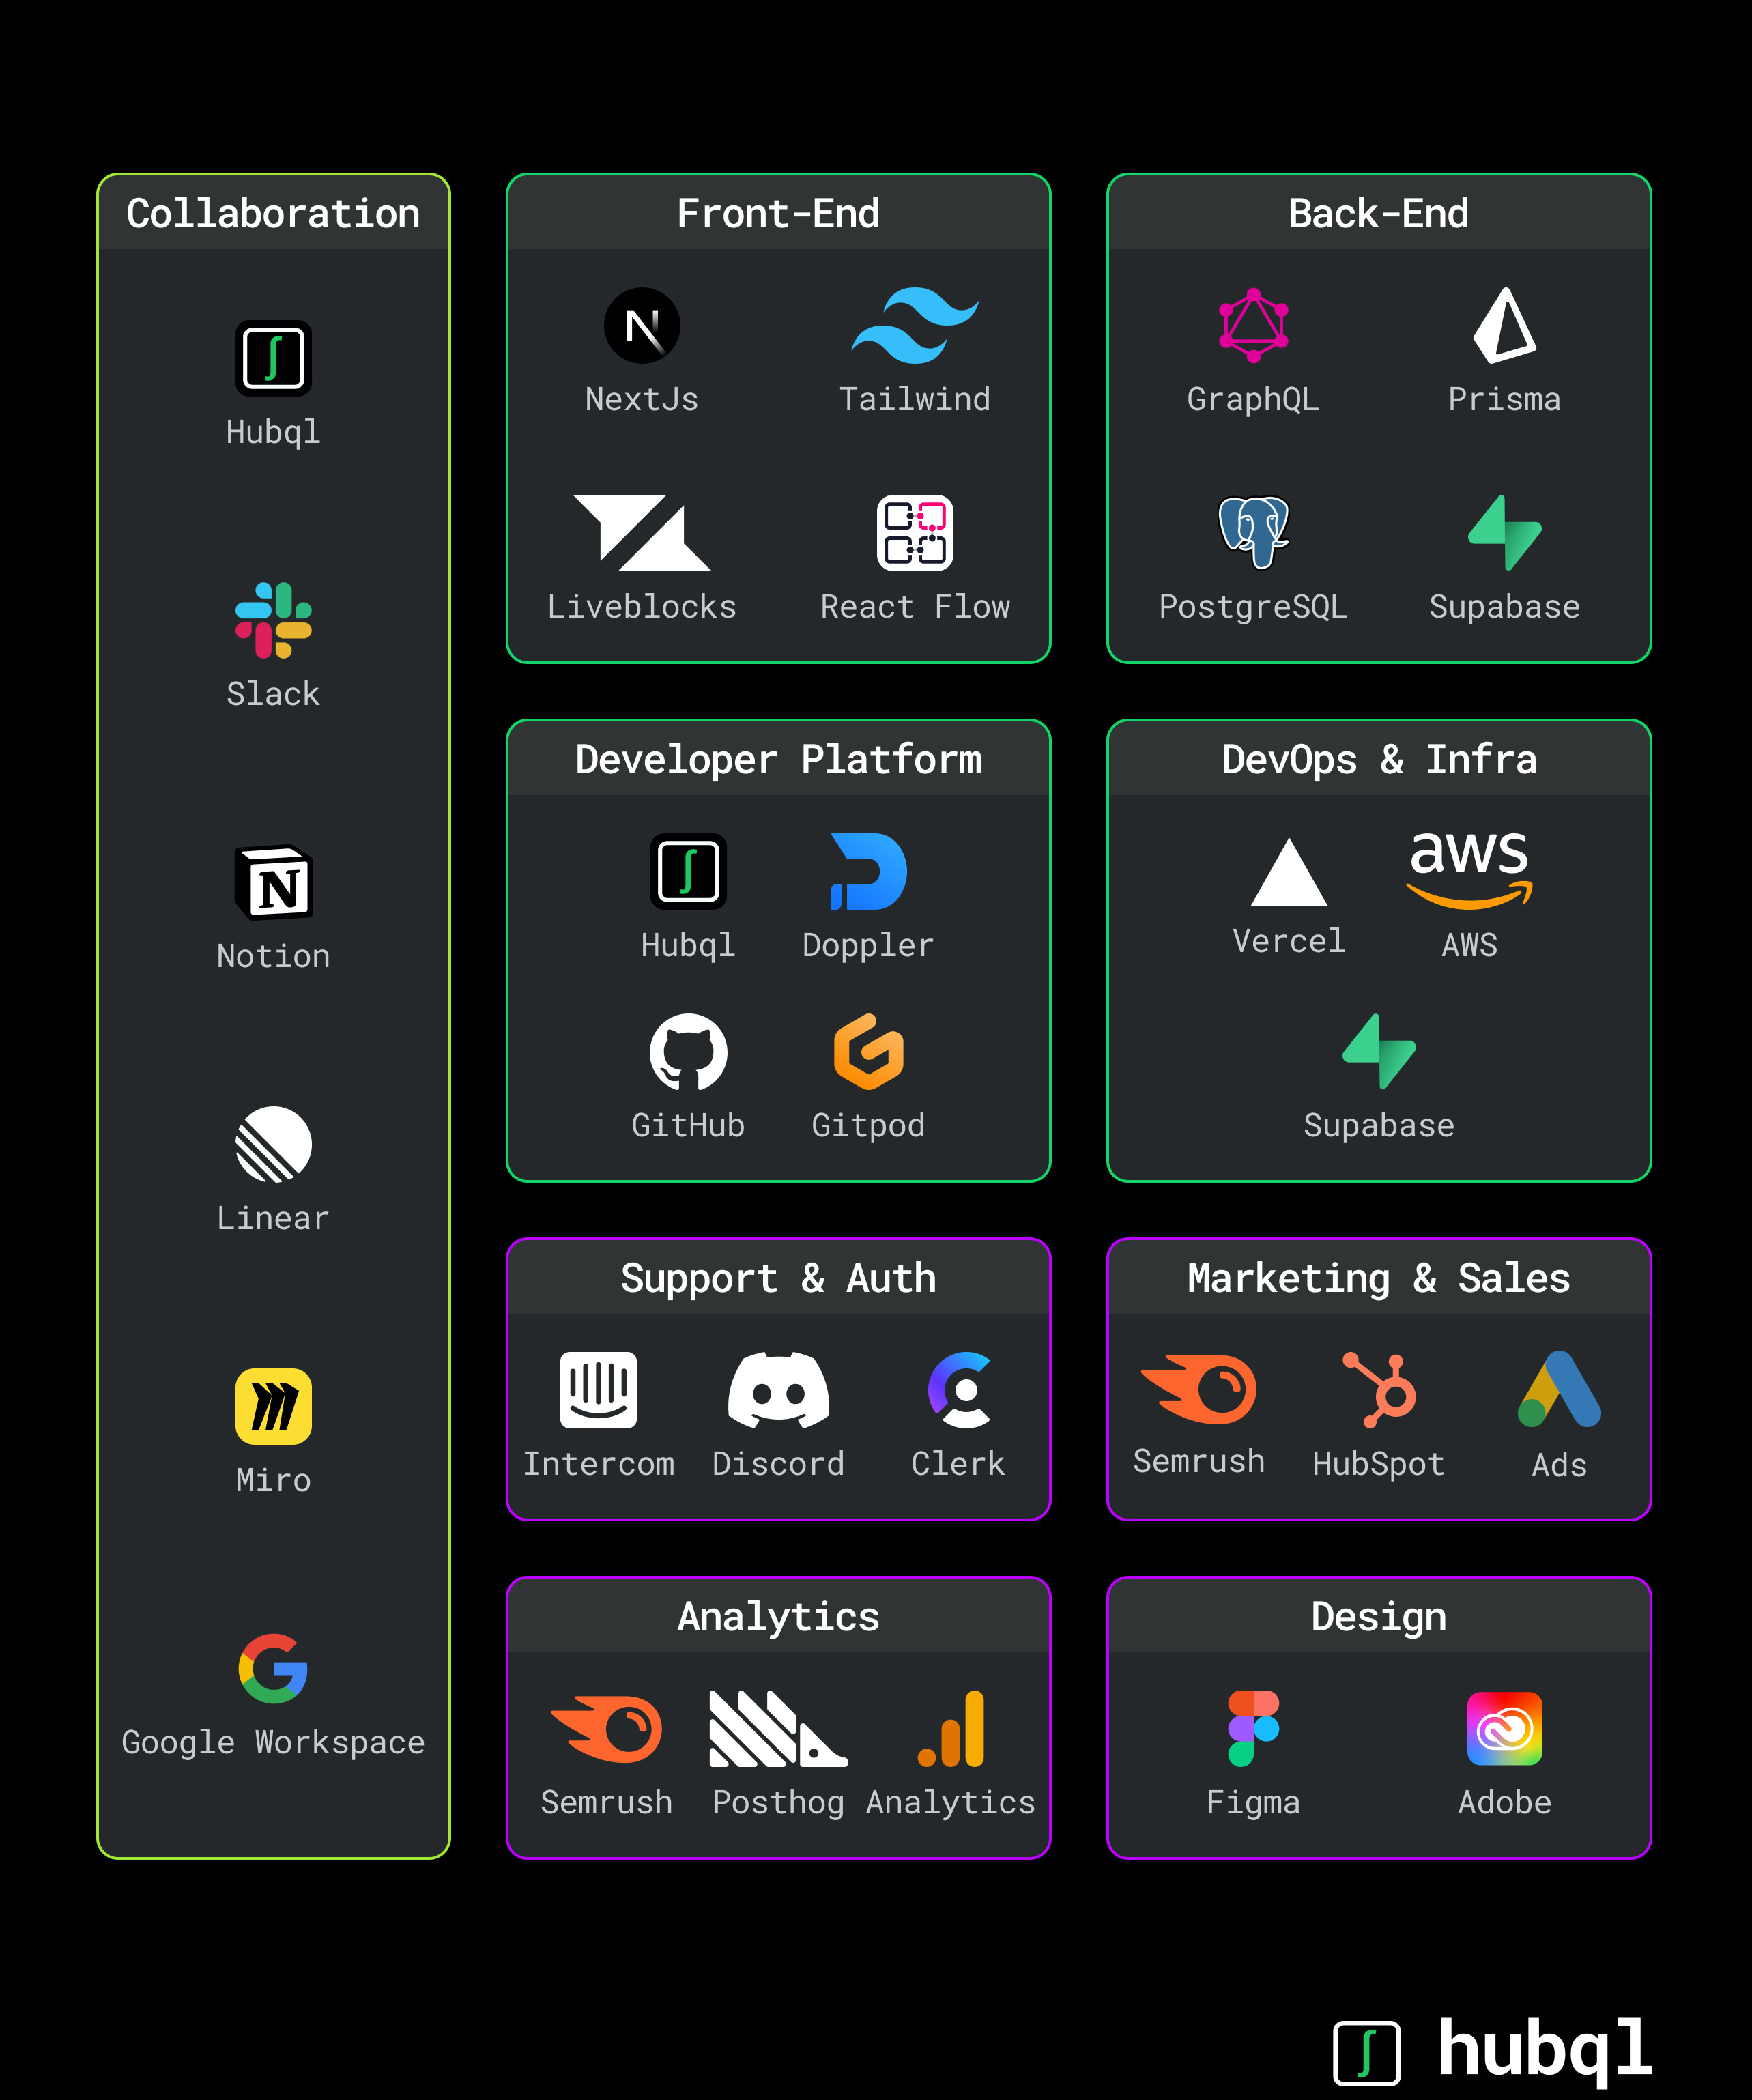 Collaboration
Hubql
Slack
Notion
Linear
Miro
Google Workspace
Front-End
NextJs
Tailwind
Liveblocks
React Flow
Back-End
GraphQL
Prisma
PostgreSQL
Supabase
Developer Platform
Hubql
Doppler
GitHub
Gitpod
DevOps & Infra
aws
Vercel
AWS
Supabase
Support & Auth
Intercom
Discord
Clerk
Marketing & Sales
Semrush
HubSpot
Ads
Analytics
Semrush
Posthog
Analytics
Design
Figma
Adobe
hubql